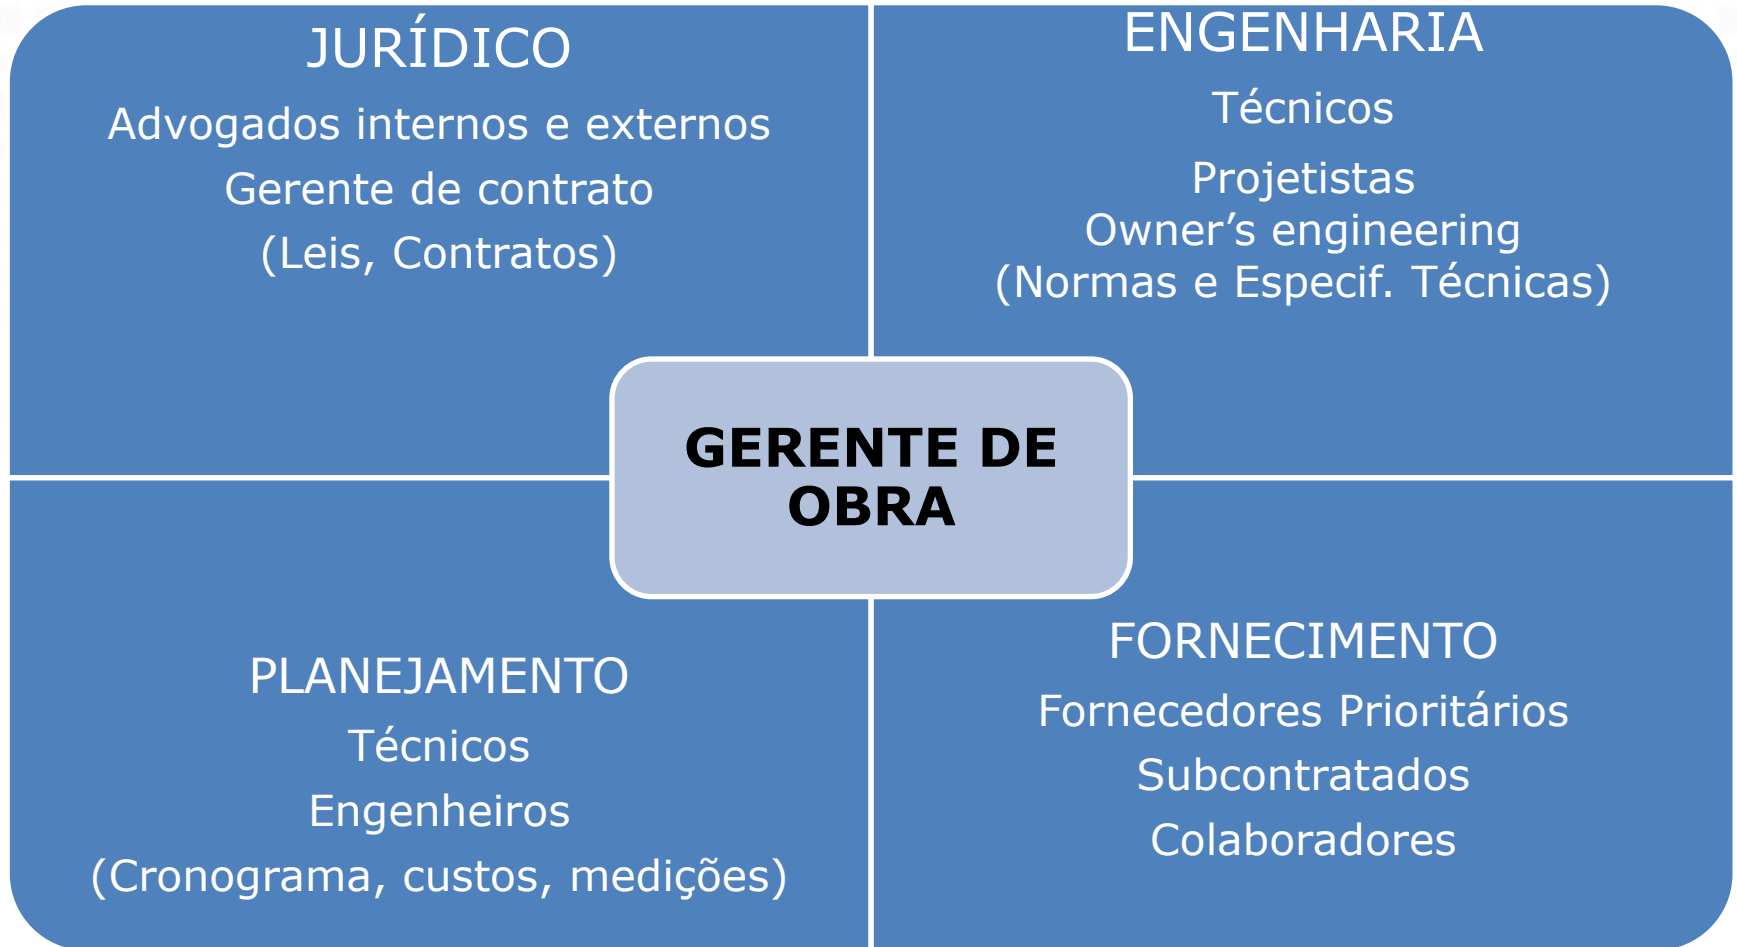 JURÍDICO
Advogados internos e externos
Gerente de contrato
(Leis, Contratos)
ENGENHARIA
Técnicos
Projetistas
Owner’s engineering
(Normas e Especif. Técnicas)
GERENTE DE
OBRA
PLANEJAMENTO
Técnicos
Engenheiros
(Cronograma, custos, medições)
FORNECIMENTO
Fornecedores Prioritários
Subcontratados
Colaboradores